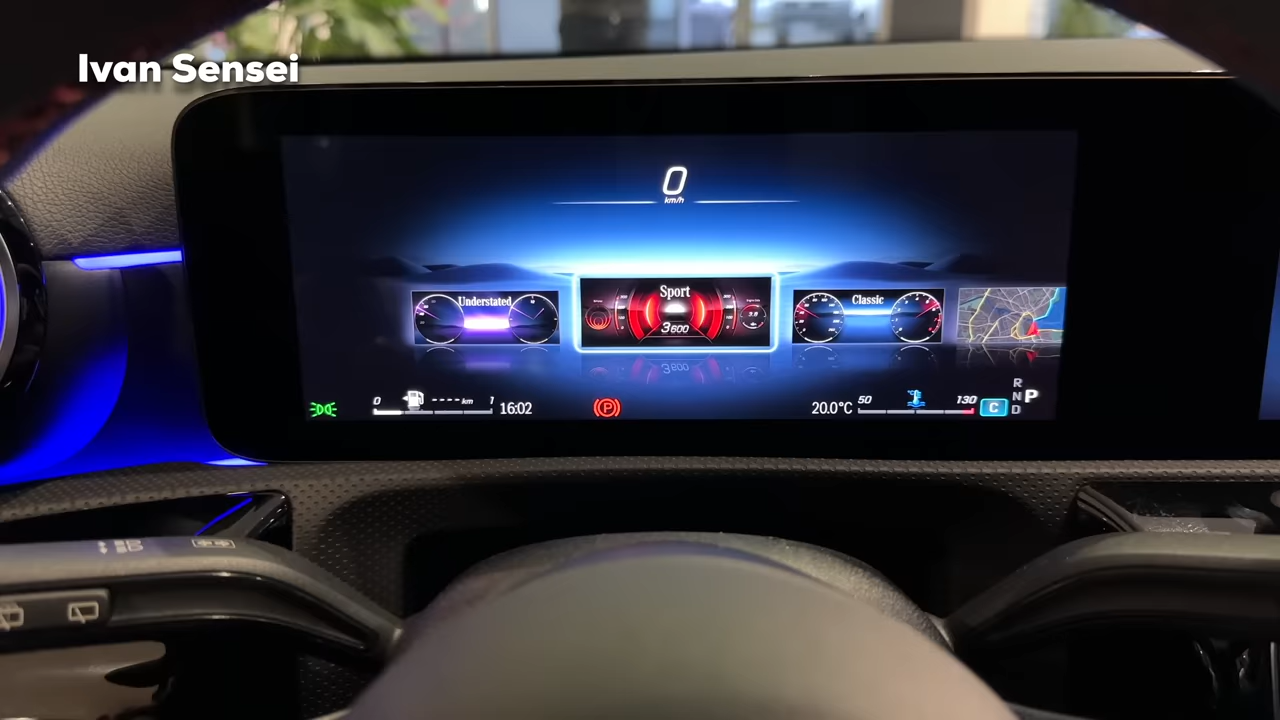 Ivan Sensei
0
km/h
Understated
Sport
3600
Classic
0
km
1
16:02
P
20.0°C
50
130
C
R
N
D
P